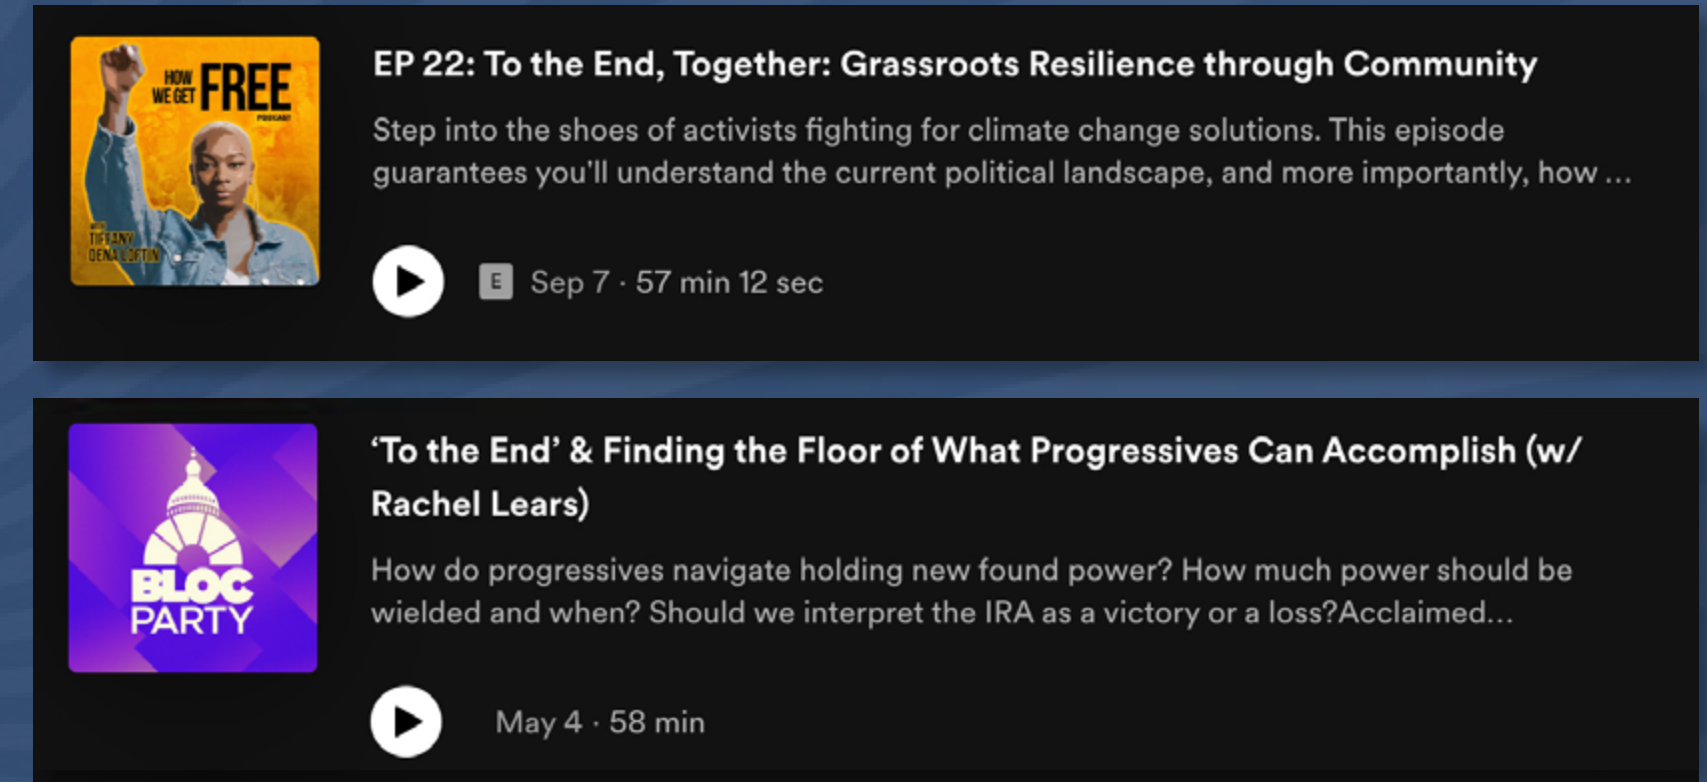 HOW
WE GET FREE
PODCAST
WITH
TIFFANY
DENA LOFTIN
EP 22: To the End, Together: Grassroots Resilience through Community
Step into the shoes of activists fighting for climate change solutions. This episode
guarantees you'll understand the current political landscape, and more importantly, how ...
E Sep 7 · 57 min 12 sec
BLOC
PARTY
‘To the End’ & Finding the Floor of What Progressives Can Accomplish (w/
Rachel Lears)
How do progressives navigate holding new found power? How much power should be
wielded and when? Should we interpret the IRA as a victory or a loss?Acclaimed...
May 4 · 58 min